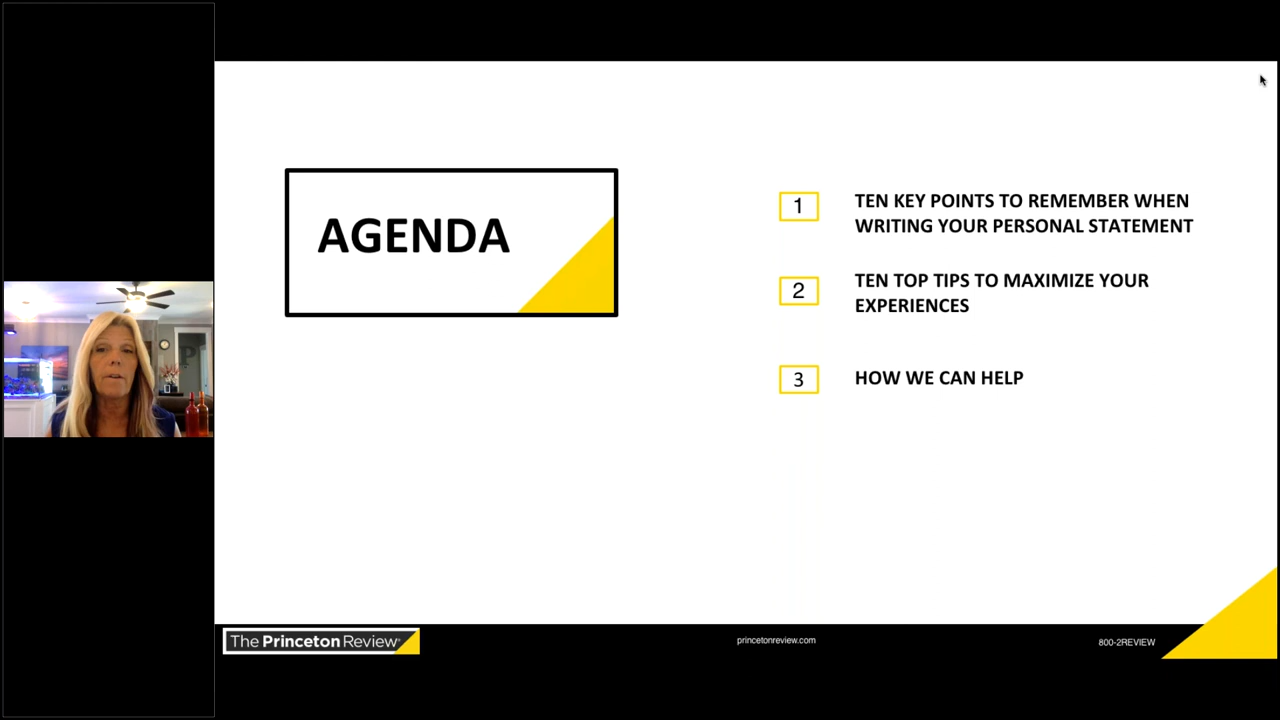 AGENDA
1
TEN KEY POINTS TO REMEMBER WHEN
WRITING YOUR PERSONAL STATEMENT
2
TEN TOP TIPS TO MAXIMIZE YOUR
EXPERIENCES
3
HOW WE CAN HELP
The Princeton Review®
princetonreview.com
800-2REVIEW